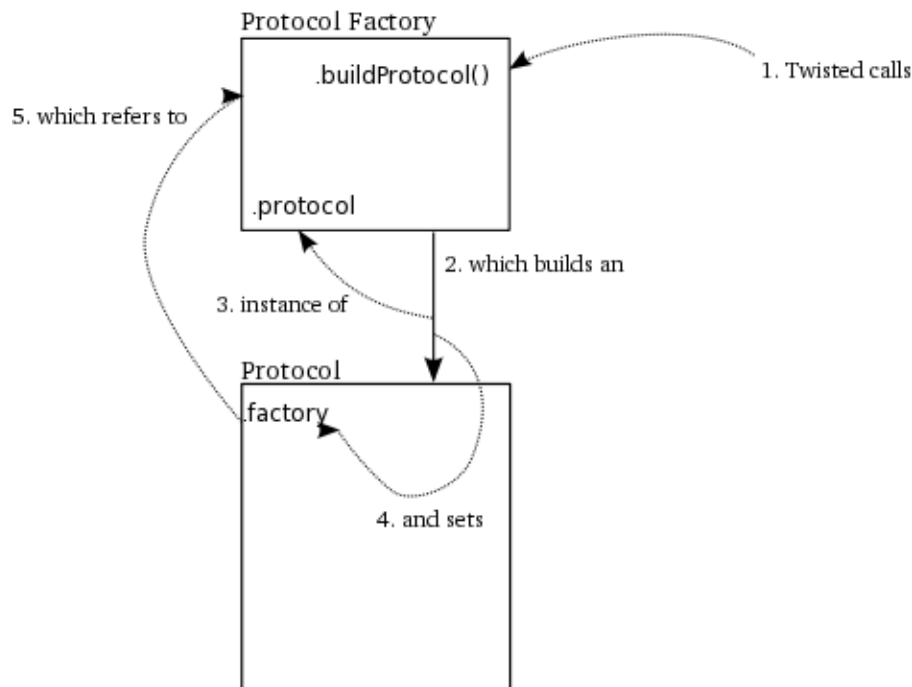 Protocol Factory
.buildProtocol()
1. Twisted calls
5. which refers to
.protocol
2. which builds an
3. instance of
Protocol
.factory
4. and sets